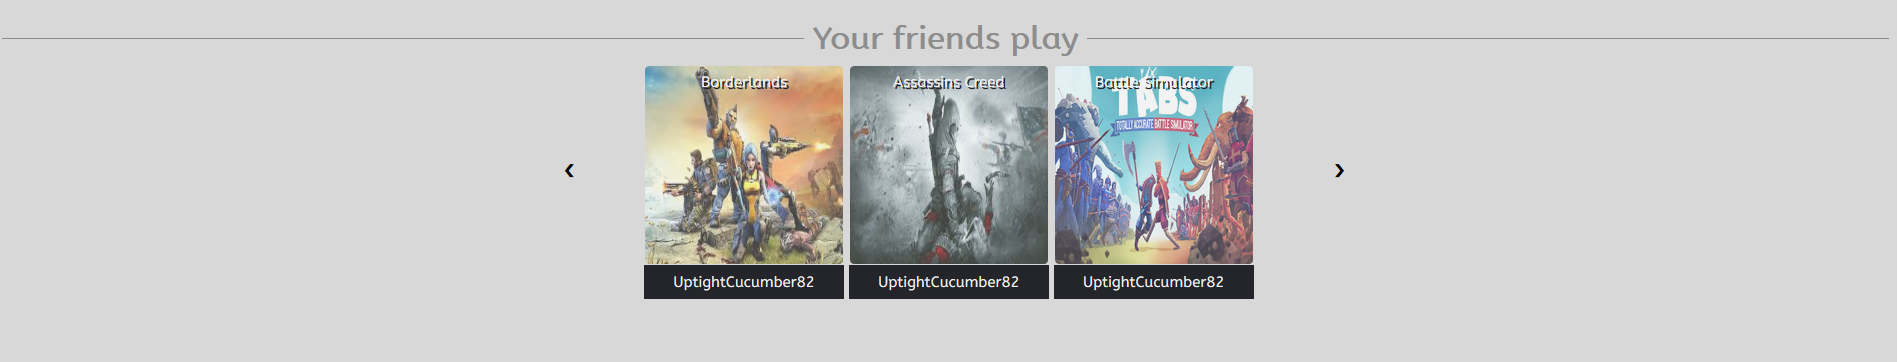 Your friends play
Borderlands
Assassins Creed
Battle Simulator
TABS
TOTALLY ACCURATE BATTLE SIMULATOR
‹
›
UptightCucumber82
UptightCucumber82
UptightCucumber82